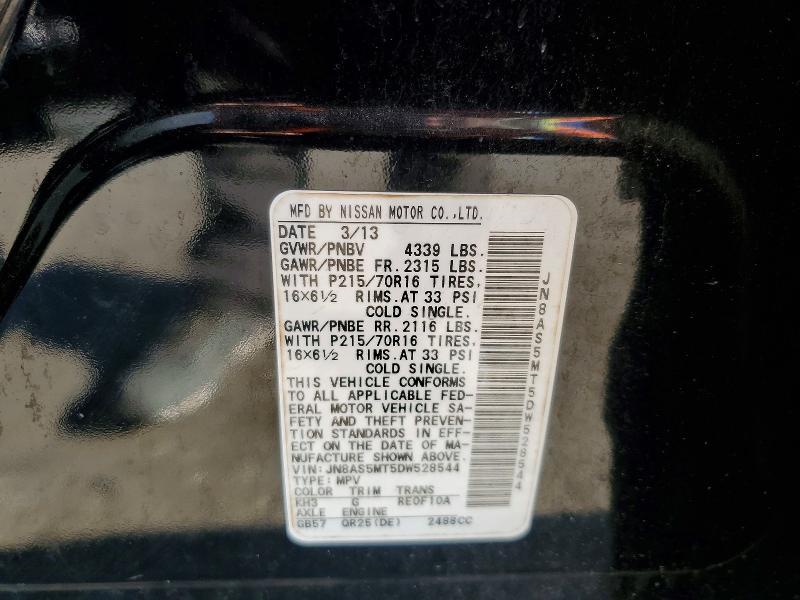 MFD BY NISSAN MOTOR CO.,LTD.
DATE 3/13
GVWR/PNBV 4339 LBS.
GAWR/PNBE FR.2315 LBS.
WITH P215/70R16 TIRES,
16×6½ RIMS.AT 33 PSI
COLD SINGLE.
GAWR/PNBE RR.2116 LBS.
WITH P215/70R16 TIRES,
16×6½ RIMS.AT 33 PSI
COLD SINGLE.
THIS VEHICLE CONFORMS
TO ALL APPLICABLE FED-
ERAL MOTOR VEHICLE SA-
FETY AND THEFT PREVEN-
TION STANDARDS IN EFF-
ECT ON THE DATE OF MA-
NUFACTURE SHOWN ABOVE.
VIN:JN8AS5MT5DW528544
TYPE:MPV
COLOR TRIM TRANS
KH3 G RE0F10A
AXLE ENGINE
GB57 QR25(DE) 2488CC
JN8AS5MT5DW528544